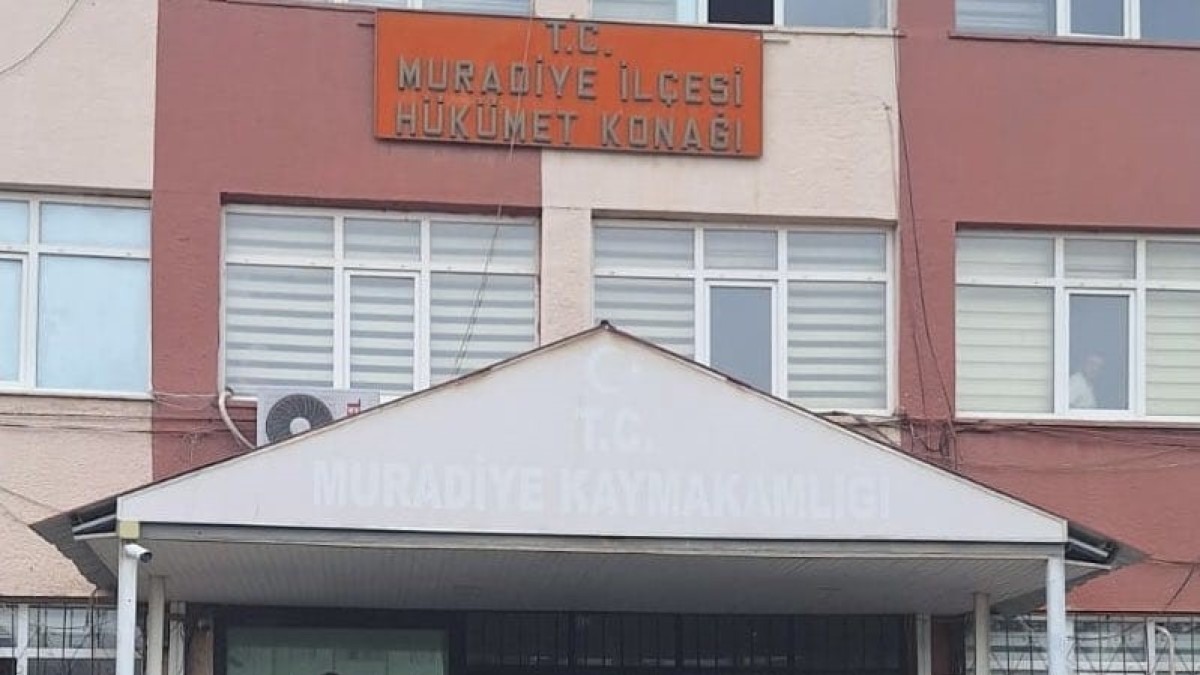 T.C.
MURADİYE İLÇESİ
HÜKÜMET KONAĞI
T.C.
MURADİYE KAYMAKAMLIĞI